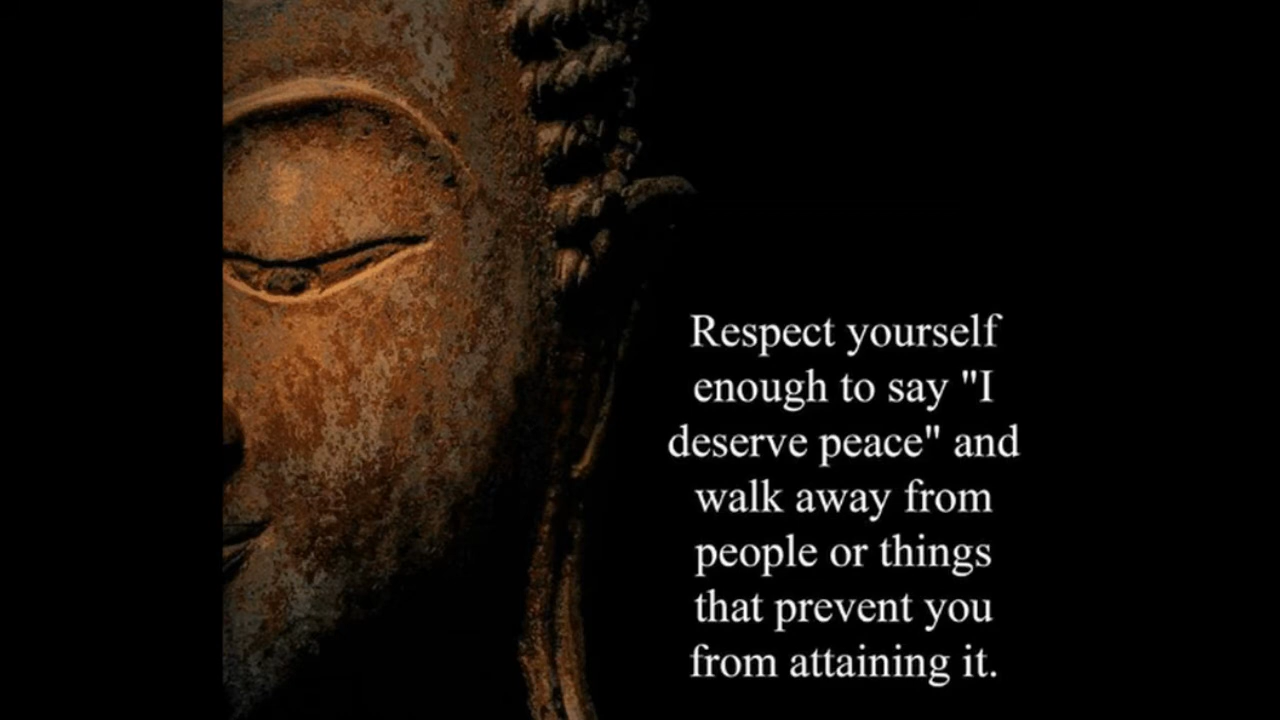 Respect yourself
enough to say "I
deserve peace" and
walk away from
people or things
that prevent you
from attaining it.